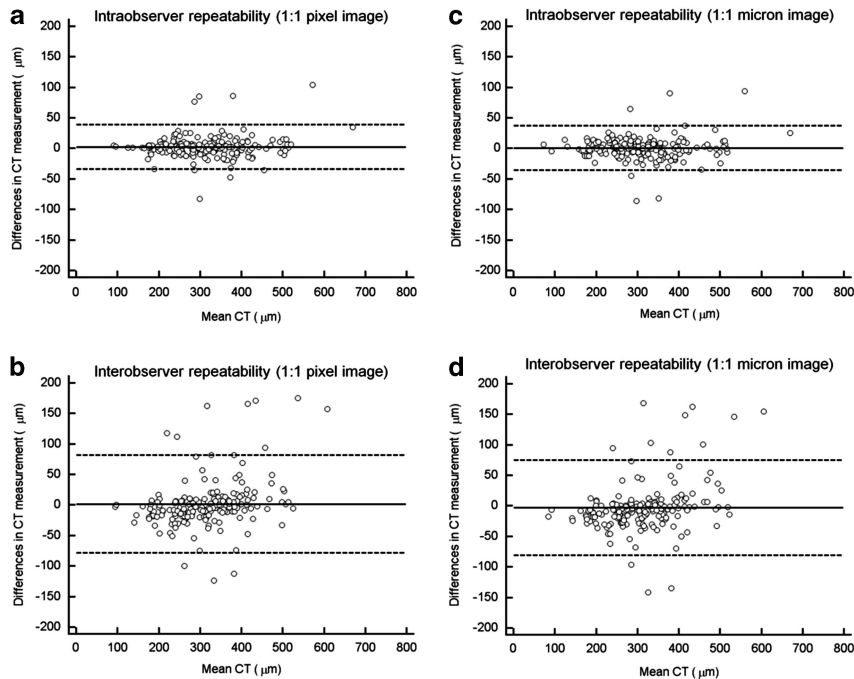 a
Intraobserver repeatability (1:1 pixel image)
Differences in CT measurement ( μm)
200
150
100
50
0
-50
-100
-150
-200
0 100 200 300 400 500 600 700 800
Mean CT ( μm)
c
Intraobserver repeatability (1:1 micron image)
Differences in CT measurement ( μm)
200
150
100
50
0
-50
-100
-150
-200
0 100 200 300 400 500 600 700 800
Mean CT ( μm)
b
Interobserver repeatability (1:1 pixel image)
Differences in CT measurement ( μm)
200
150
100
50
0
-50
-100
-150
-200
0 100 200 300 400 500 600 700 800
Mean CT ( μm)
d
Interobserver repeatability (1:1 micron image)
Differences in CT measurement ( μm)
200
150
100
50
0
-50
-100
-150
-200
0 100 200 300 400 500 600 700 800
Mean CT ( μm)